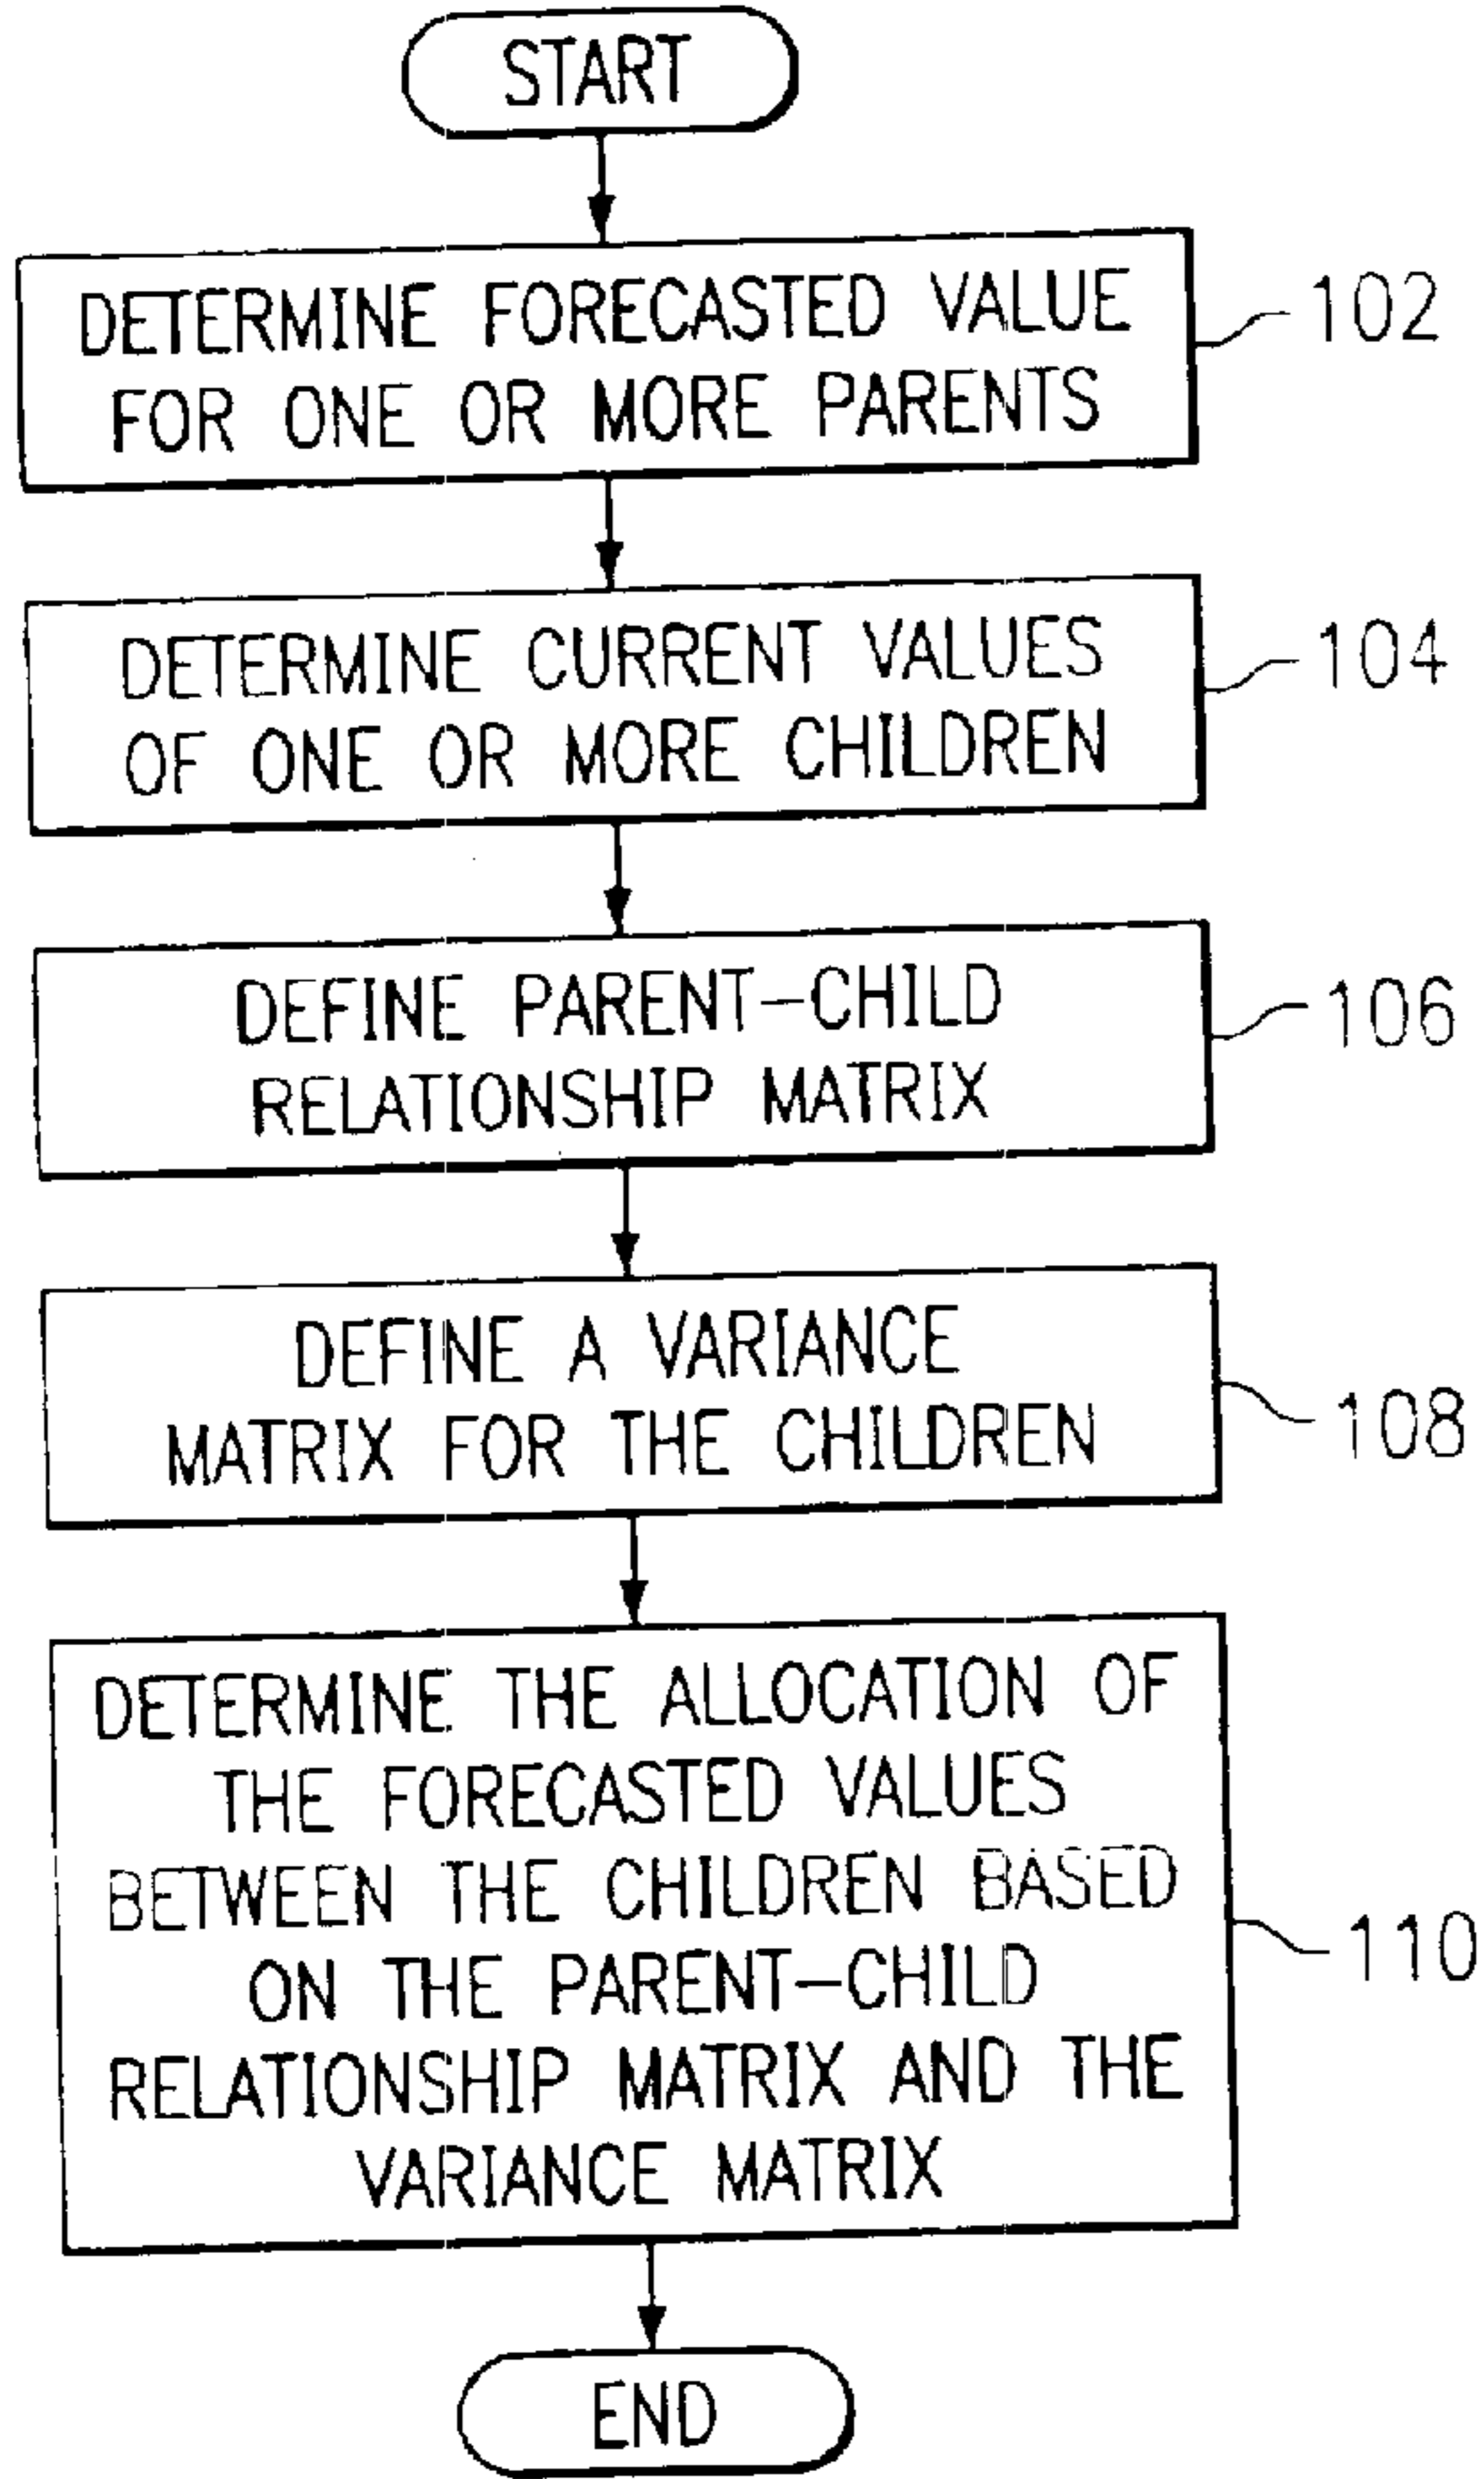 START
DETERMINE FORECASTED VALUE
FOR ONE OR MORE PARENTS
102
DETERMINE CURRENT VALUES
OF ONE OR MORE CHILDREN
104
DEFINE PARENT-CHILD
RELATIONSHIP MATRIX
106
DEFINE A VARIANCE
MATRIX FOR THE CHILDREN
108
DETERMINE THE ALLOCATION OF
THE FORECASTED VALUES
BETWEEN THE CHILDREN BASED
ON THE PARENT-CHILD
RELATIONSHIP MATRIX AND THE
VARIANCE MATRIX
110
END